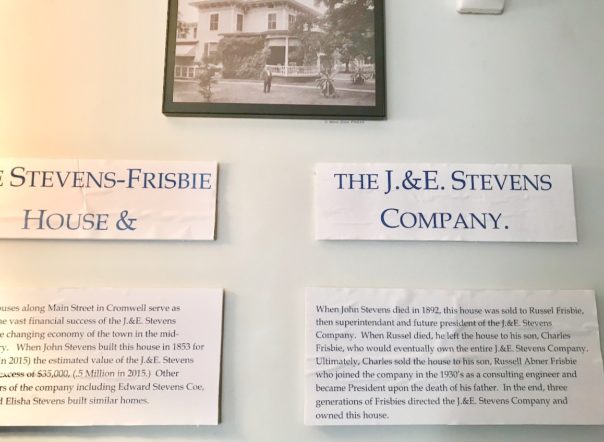 E STEVENS-FRISBIE
HOUSE &
THE J.&E. STEVENS
COMPANY.
ouses along Main Street in Cromwell serve as
he vast financial success of the J.&E. Stevens
e changing economy of the town in the mid-
ry. When John Stevens built this house in 1853 for
in 2015) the estimated value of the J.&E. Stevens
excess of $35,000, (.5 Million in 2015.) Other
rs of the company including Edward Stevens Coe,
d Elisha Stevens built similar homes.
When John Stevens died in 1892, this house was sold to Russel Frisbie,
then superintendant and future president of the J.&E. Stevens
Company. When Russel died, he left the house to his son, Charles
Frisbie, who would eventually own the entire J.&E. Stevens Company.
Ultimately, Charles sold the house to his son, Russell Abner Frisbie
who joined the company in the 1930's as a consulting engineer and
became President upon the death of his father. In the end, three
generations of Frisbies directed the J.&E. Stevens Company and
owned this house.